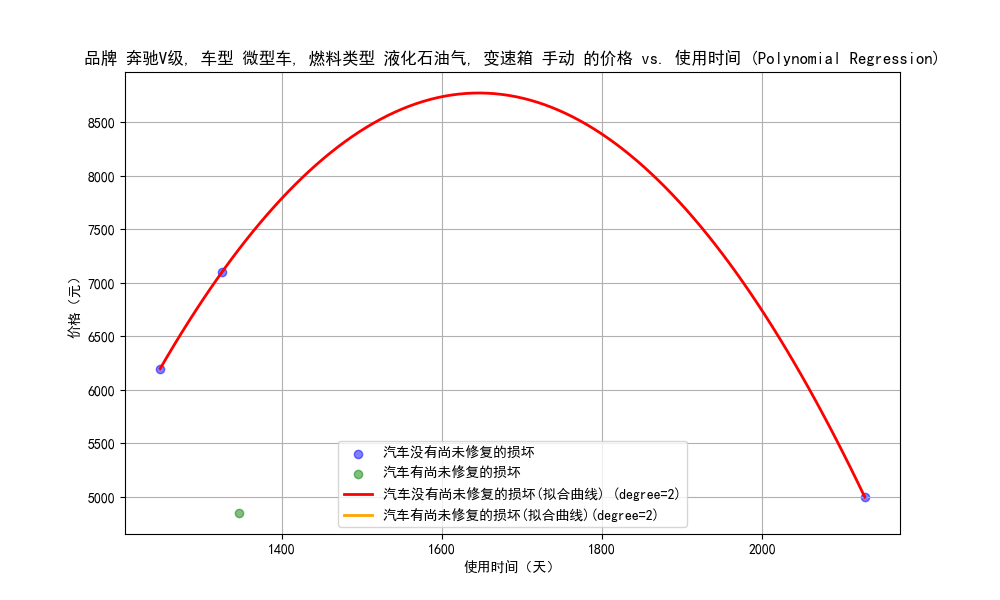 品牌 奔驰V级, 车型 微型车, 燃料类型 液化石油气, 变速箱 手动 的价格 vs. 使用时间 (Polynomial Regression)
价格（元）
8500
8000
7500
7000
6500
6000
5500
5000
汽车没有尚未修复的损坏
汽车有尚未修复的损坏
汽车没有尚未修复的损坏(拟合曲线) (degree=2)
汽车有尚未修复的损坏(拟合曲线)(degree=2)
1400 1600 1800 2000
使用时间（天）